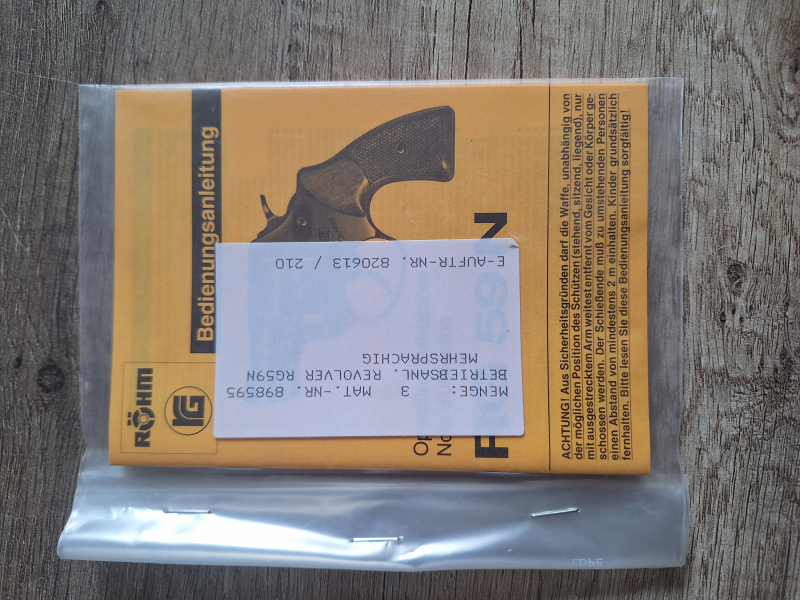 RÖHM
RG
Bedienungsanleitung
Op
No
R 59 N
ACHTUNG! Aus Sicherheitsgründen darf die Waffe, unabhängig von
der möglichen Position des Schützen (stehend, sitzend, liegend), nur
mit ausgestrecktem Arm weitest entfernt vom Gesicht oder Körper ge-
schossen werden. Der Schießende muß zu umstehenden Personen
einen Abstand von mindestens 2 m einhalten. Kinder grundsätzlich
fernhalten. Bitte lesen Sie diese Bedienungsanleitung sorgfältig!
MENGE: 3 MAT.-NR. 898595
BETRIEBSANL. REVOLVER RG59N
MEHRSPRACHIG
E-AUFTR-NR. 820613 / 210